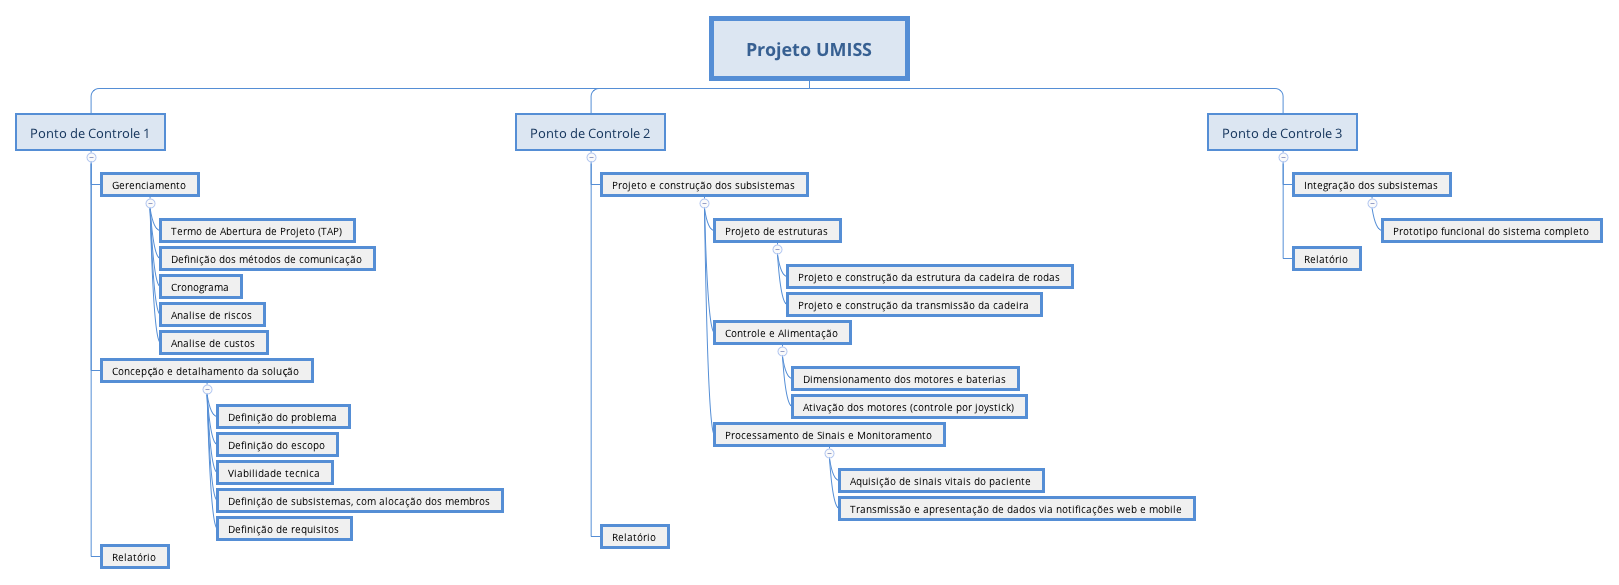 Projeto UMISS
Ponto de Controle 1
Gerenciamento
Termo de Abertura de Projeto (TAP)
Definição dos métodos de comunicação
Cronograma
Analise de riscos
Analise de custos
Concepção e detalhamento da solução
Definição do problema
Definição do escopo
Viabilidade tecnica
Definição de subsistemas, com alocação dos membros
Definição de requisitos
Relatório
Ponto de Controle 2
Projeto e construção dos subsistemas
Projeto de estruturas
Projeto e construção da estrutura da cadeira de rodas
Projeto e construção da transmissão da cadeira
Controle e Alimentação
Dimensionamento dos motores e baterias
Ativação dos motores (controle por joystick)
Processamento de Sinais e Monitoramento
Aquisição de sinais vitais do paciente
Transmissão e apresentação de dados via notificações web e mobile
Relatório
Ponto de Controle 3
Integração dos subsistemas
Prototipo funcional do sistema completo
Relatório